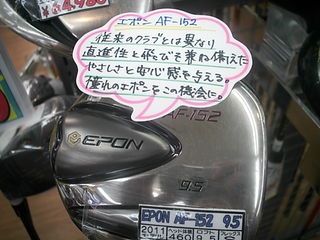 エポン AF-152
従来のクラブとは異なり
直進性と飛びを兼ね備えた
やさしさと安心感を与える。
憧れのエポンをこの機会に。
AF-152
EPON
9.5
EPON AF-152 9.5
2011
460
9.5